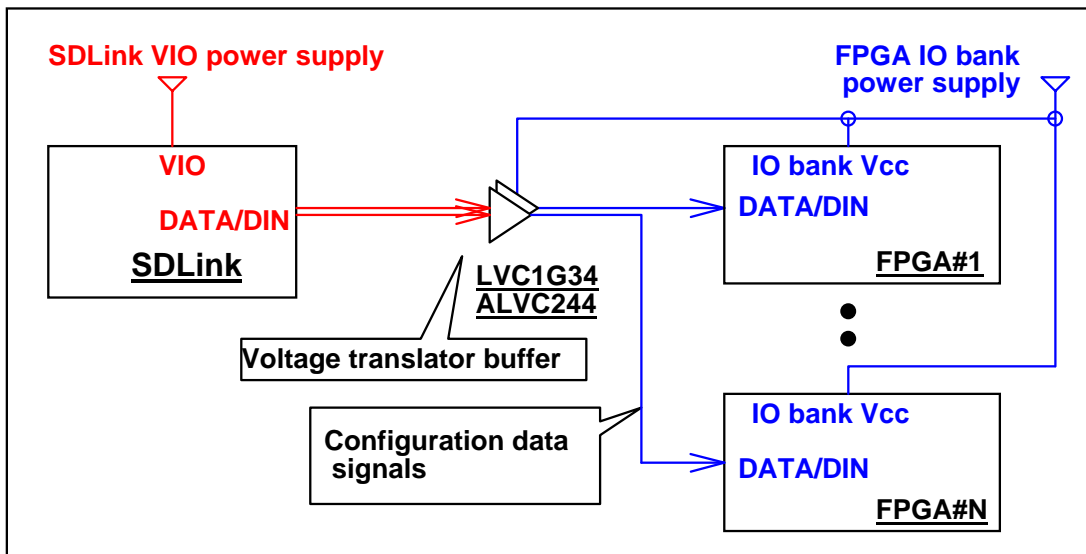 SDLink VIO power supply
FPGA IO bank
power supply
VIO
DATA/DIN
SDLink
LVC1G34
ALVC244
IO bank Vcc
DATA/DIN
FPGA#1
Voltage translator buffer
Configuration data
signals
IO bank Vcc
DATA/DIN
FPGA#N